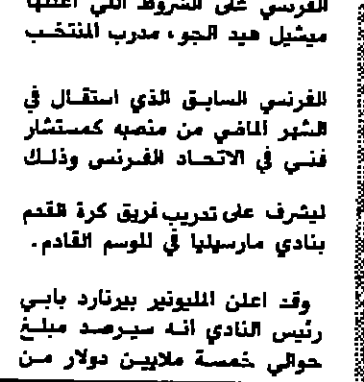 الفرنسي على الشروط التي اعلنها
ميشيل هيد الجو، مدرب المنتخب
الفرنسي السابق الذي استقال في
الشهر الماضي من منصبه كمستشار
فني في الاتحاد الفرنسي وذلك
ليشرف على تدريب فريق كرة القدم
بنادي مارسيليا في الموسم القادم.
وقد اعلن المليونير بيرنارد بابي
رئيس النادي انه سيرصد مبلغ
حوالي خمسة ملايين دولار من